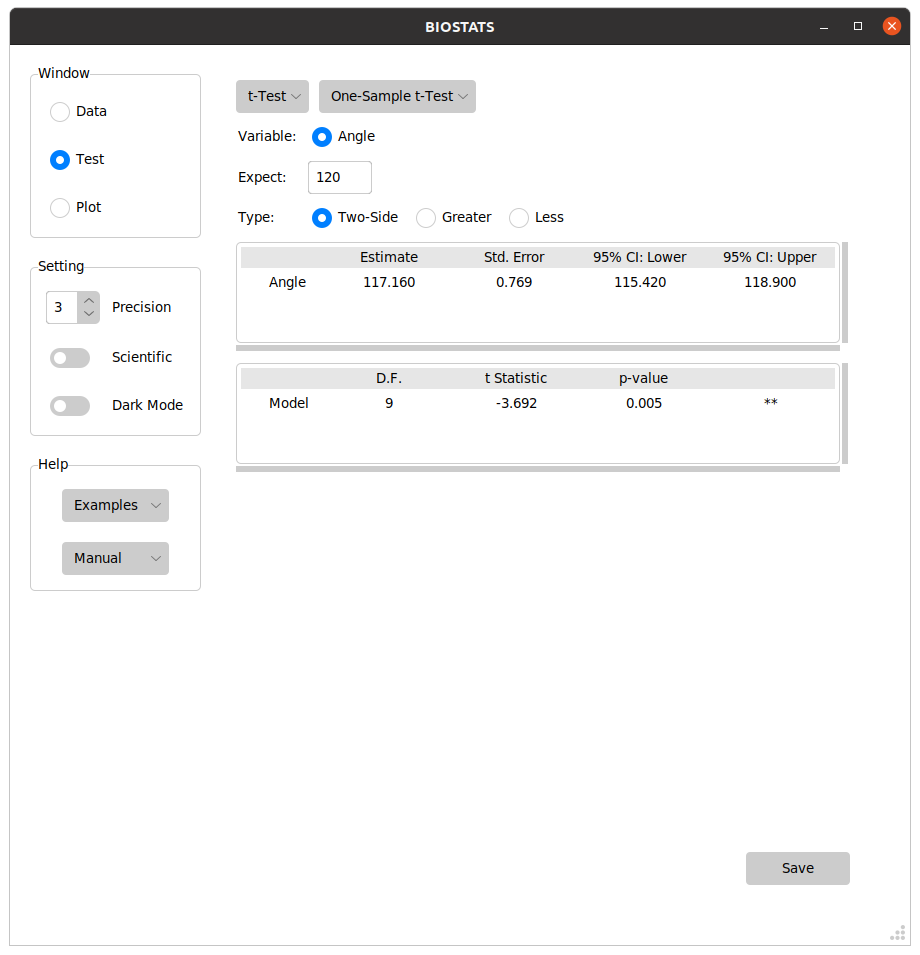 BIOSTATS
Window
Data
Test
Plot
Setting
3 Precision
Scientific
Dark Mode
Help
Examples
Manual
t-Test One-Sample t-Test
Variable: Angle
Expect: 120
Type: Two-Side Greater Less
Estimate Std. Error 95% CI: Lower 95% CI: Upper
Angle 117.160 0.769 115.420 118.900
D.F. t Statistic p-value
Model 9 -3.692 0.005 **
Save